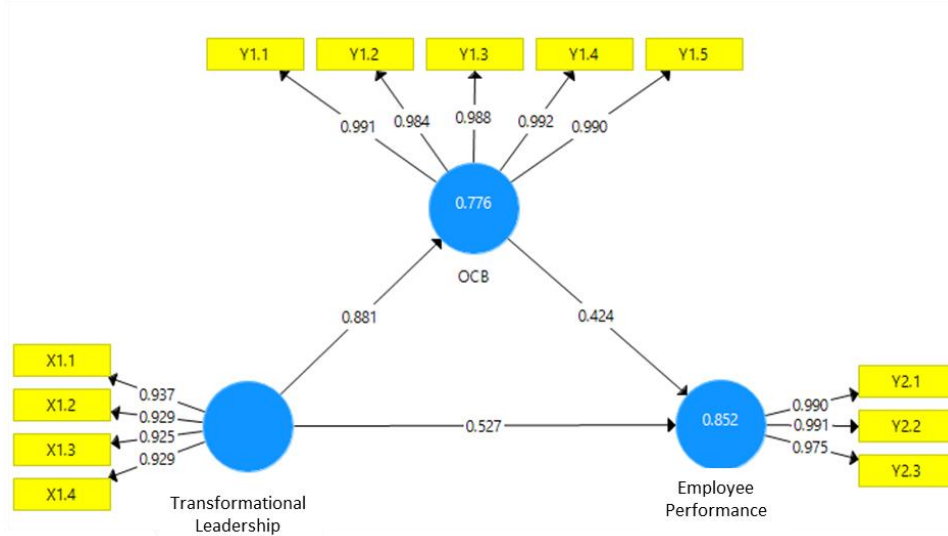 Y1.1 Y1.2 Y1.3 Y1.4 Y1.5
0.991 0.984 0.988 0.992 0.990
0.776
OCB
0.881 0.424
X1.1
X1.2
X1.3
X1.4
0.937
0.929
0.925
0.929
Transformational
Leadership
0.527
0.852
Employee
Performance
0.990
0.991
0.975
Y2.1
Y2.2
Y2.3